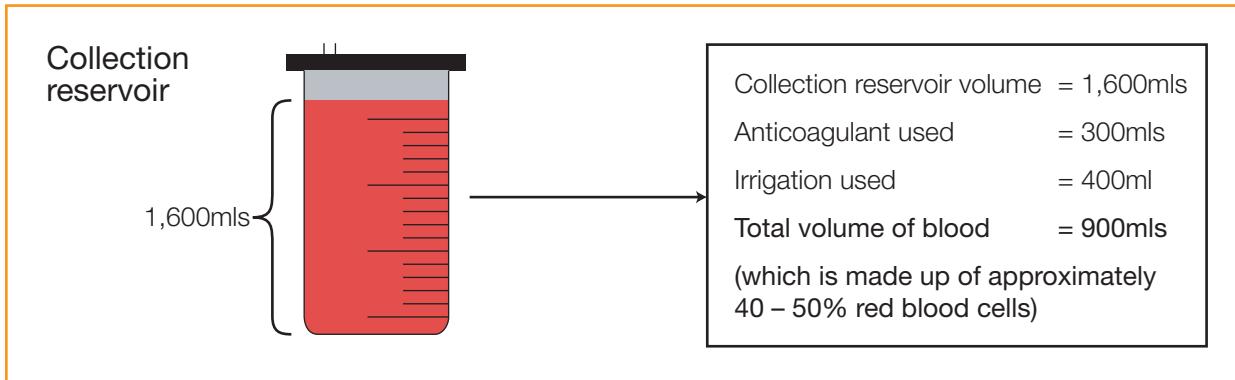 Collection
reservoir
1,600mls
Collection reservoir volume = 1,600mls
Anticoagulant used = 300mls
Irrigation used = 400ml
Total volume of blood = 900mls
(which is made up of approximately
40 – 50% red blood cells)